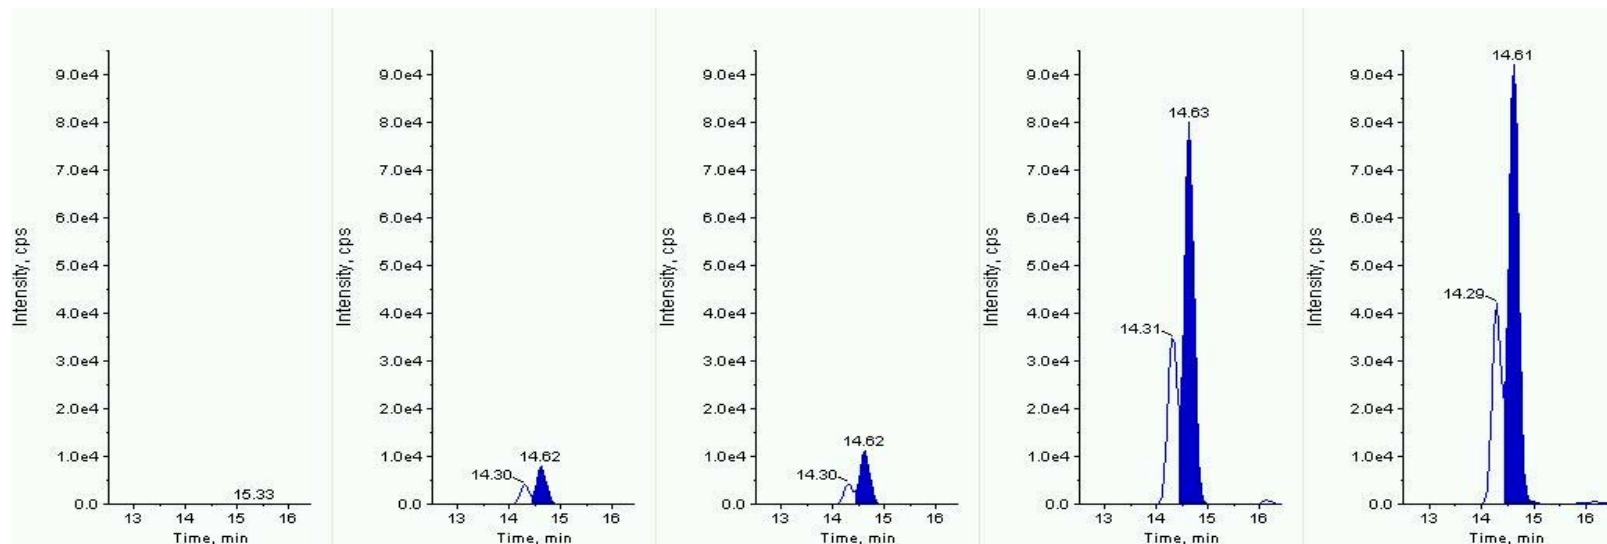 9.0e4
8.0e4
7.0e4
6.0e4
5.0e4
4.0e4
3.0e4
2.0e4
1.0e4
0.0
Intensity, cps
15.33
13 14 15 16
Time, min
9.0e4
8.0e4
7.0e4
6.0e4
5.0e4
4.0e4
3.0e4
2.0e4
1.0e4
0.0
Intensity, cps
14.62
14.30
13 14 15 16
Time, min
9.0e4
8.0e4
7.0e4
6.0e4
5.0e4
4.0e4
3.0e4
2.0e4
1.0e4
0.0
Intensity, cps
14.62
14.30
13 14 15 16
Time, min
9.0e4
8.0e4
7.0e4
6.0e4
5.0e4
4.0e4
3.0e4
2.0e4
1.0e4
0.0
Intensity, cps
14.63
14.31
13 14 15 16
Time, min
9.0e4
8.0e4
7.0e4
6.0e4
5.0e4
4.0e4
3.0e4
2.0e4
1.0e4
0.0
Intensity, cps
14.61
14.29
13 14 15 16
Time, min